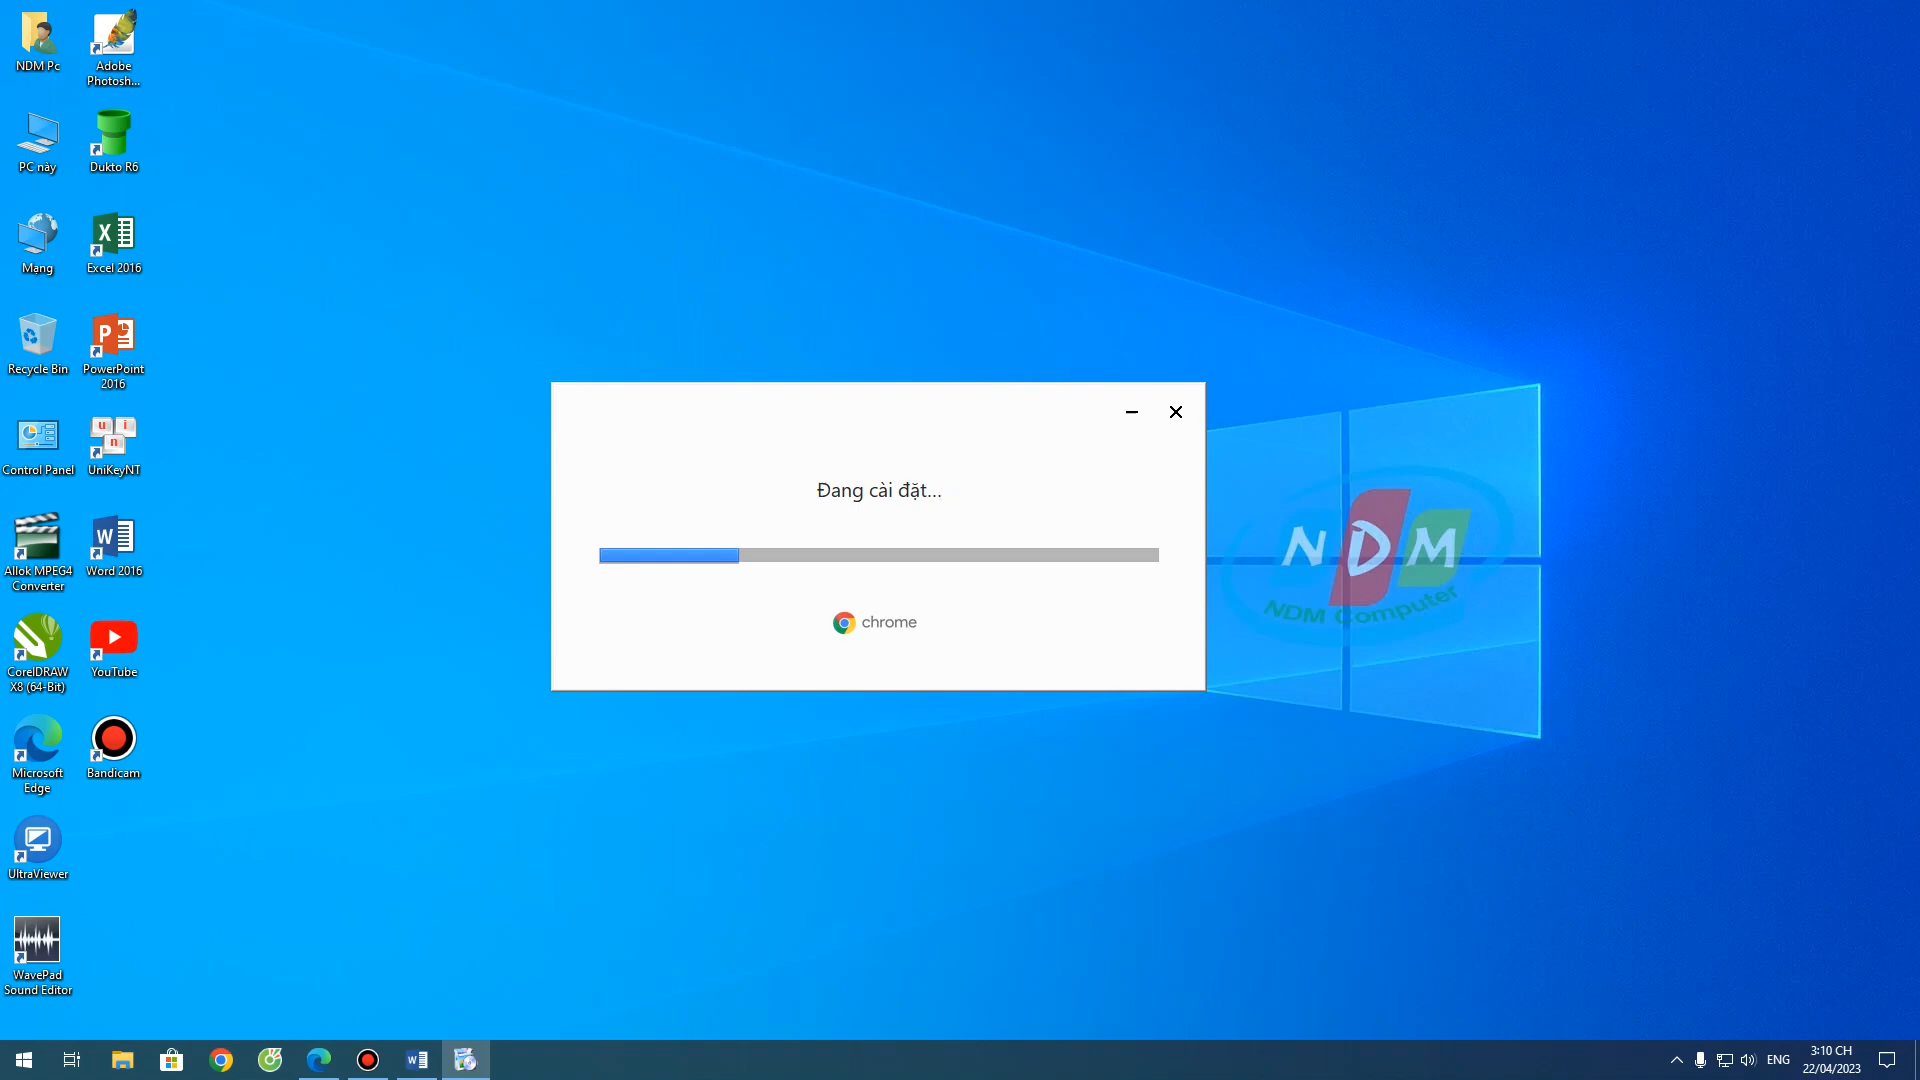 NDM Pc
Adobe
Photosh...
PC này
Dukto R6
Mạng
Excel 2016
Recycle Bin
PowerPoint
2016
Control Panel
UniKeyNT
Allok MPEG4
Converter
Word 2016
CorelDRAW
X8 (64-Bit)
YouTube
Microsoft
Edge
Bandicam
UltraViewer
WavePad
Sound Editor
Đang cài đặt...
chrome
NDM
NDM Computer
ENG
3:10 CH
22/04/2023